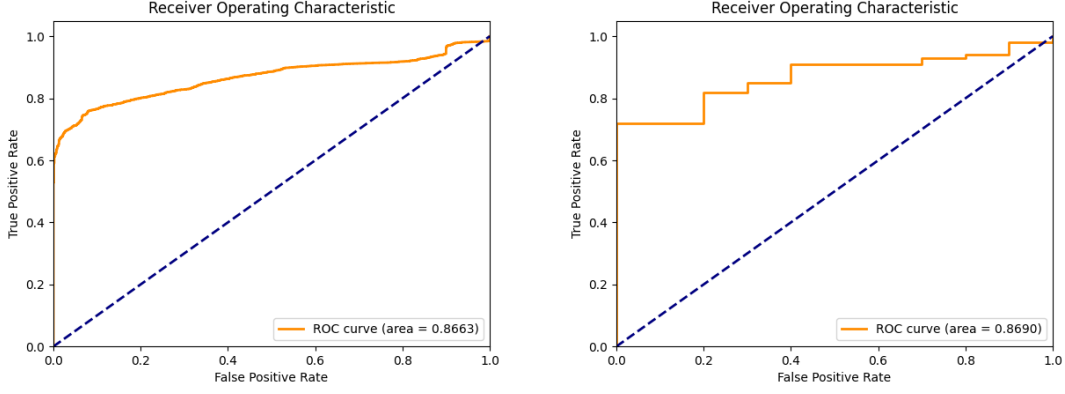 Receiver Operating Characteristic
1.0
0.8
0.6
0.4
0.2
0.0
True Positive Rate
ROC curve (area = 0.8663)
0.0 0.2 0.4 0.6 0.8 1.0
False Positive Rate
Receiver Operating Characteristic
1.0
0.8
0.6
0.4
0.2
0.0
True Positive Rate
ROC curve (area = 0.8690)
0.0 0.2 0.4 0.6 0.8 1.0
False Positive Rate